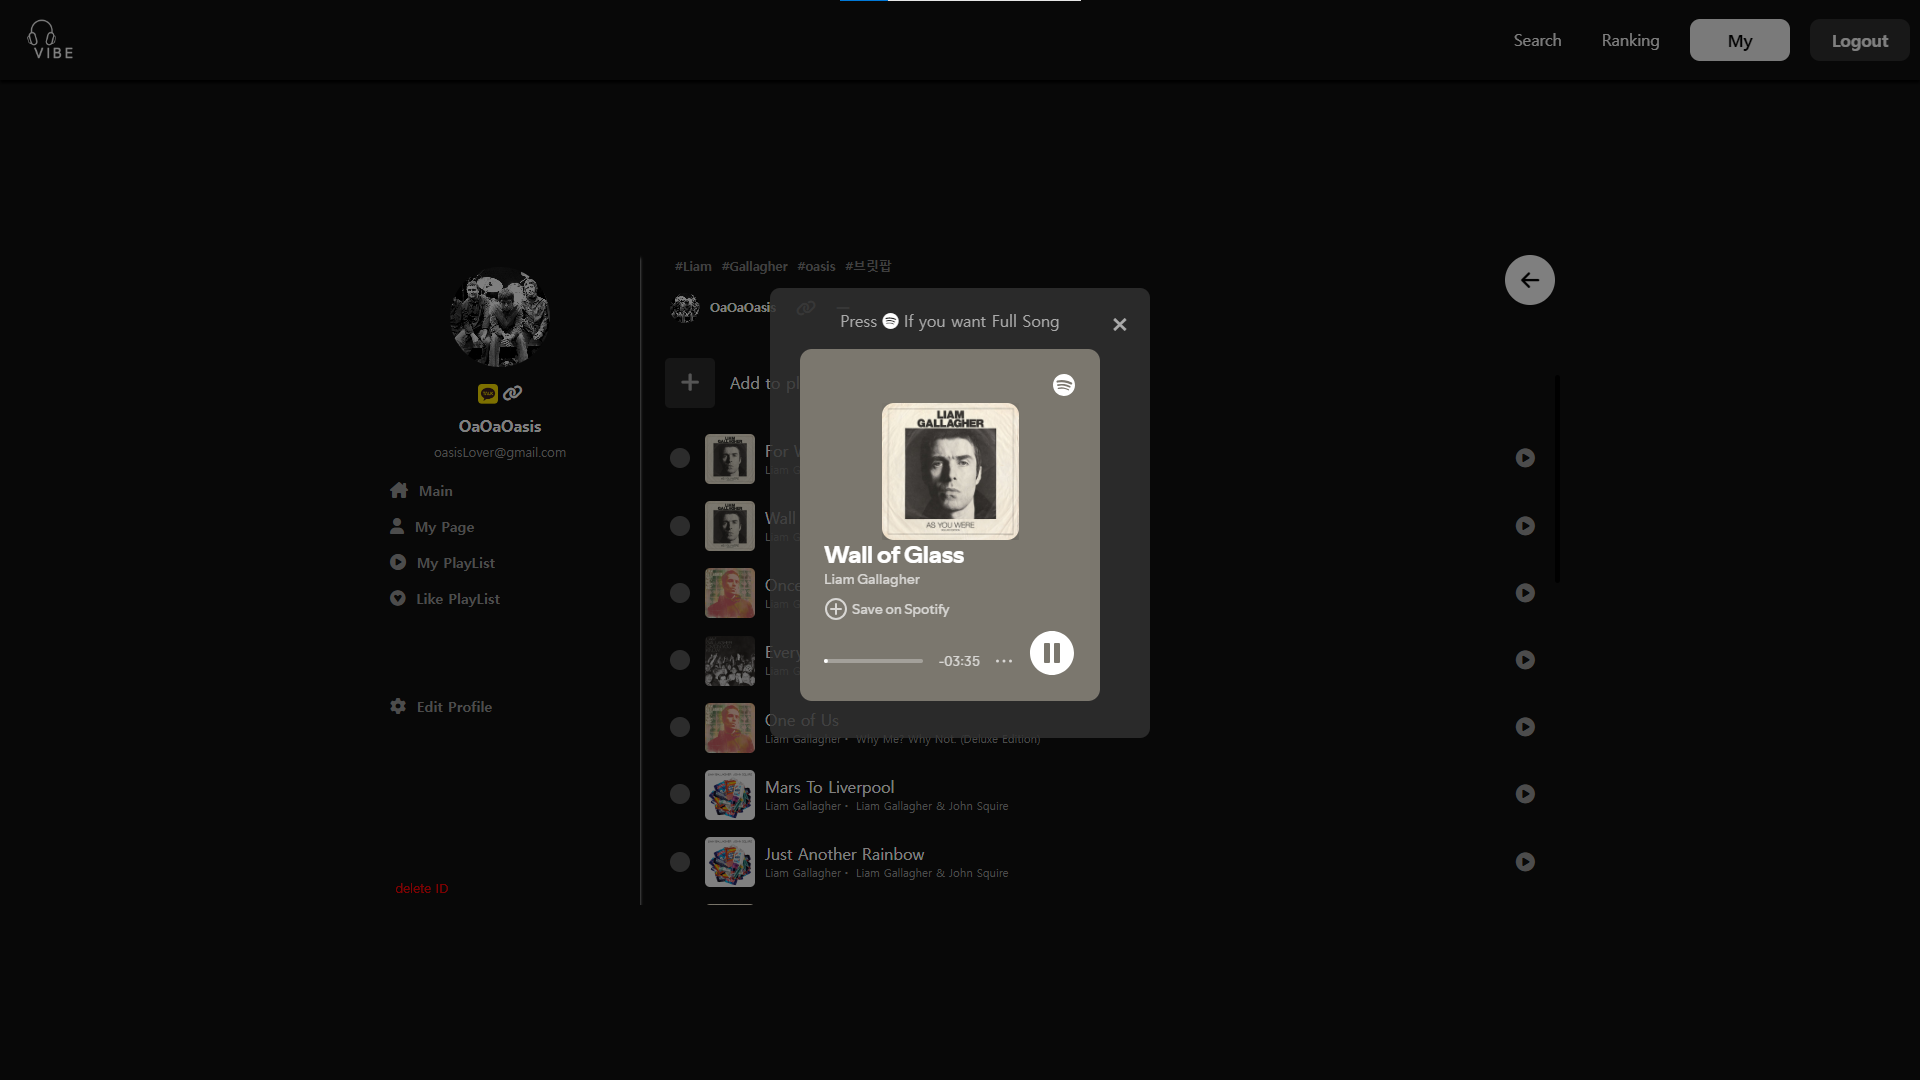 VIBE
Search
Ranking
My
Logout
OaOaOasis
oasisLover@gmail.com
Main
My Page
My PlayList
Like PlayList
Edit Profile
delete ID
#Liam #Gallagher #oasis #브릿팝
OaOaOasis
Add to pl
Press If you want Full Song
LIAM
GALLAGHER
AS YOU WERE
Wall of Glass
Liam Gallagher
Save on Spotify
-03:35
For W
Liam G
Wall
Liam G
Once
Liam G
Every
Liam G
One of Us
Liam Gallagher • Why Me? Why Not. (Deluxe Edition)
Mars To Liverpool
Liam Gallagher • Liam Gallagher & John Squire
Just Another Rainbow
Liam Gallagher • Liam Gallagher & John Squire